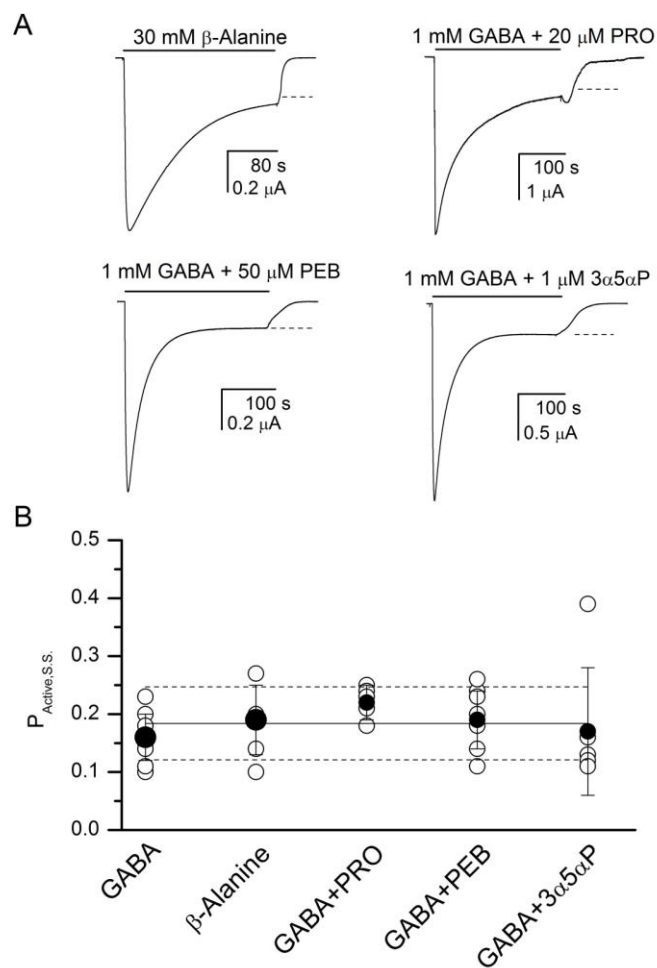 A
30 mM β-Alanine
1 mM GABA + 20 μM PRO
80 s
0.2 μA
100 s
1 μA
1 mM GABA + 50 μM PEB
1 mM GABA + 1 μM 3α5αP
100 s
0.2 μA
100 s
0.5 μA
B
P Active,S.S.
0.5
0.4
0.3
0.2
0.1
0.0
GABA
β-Alanine
GABA+PRO
GABA+PEB
GABA+3α5αP